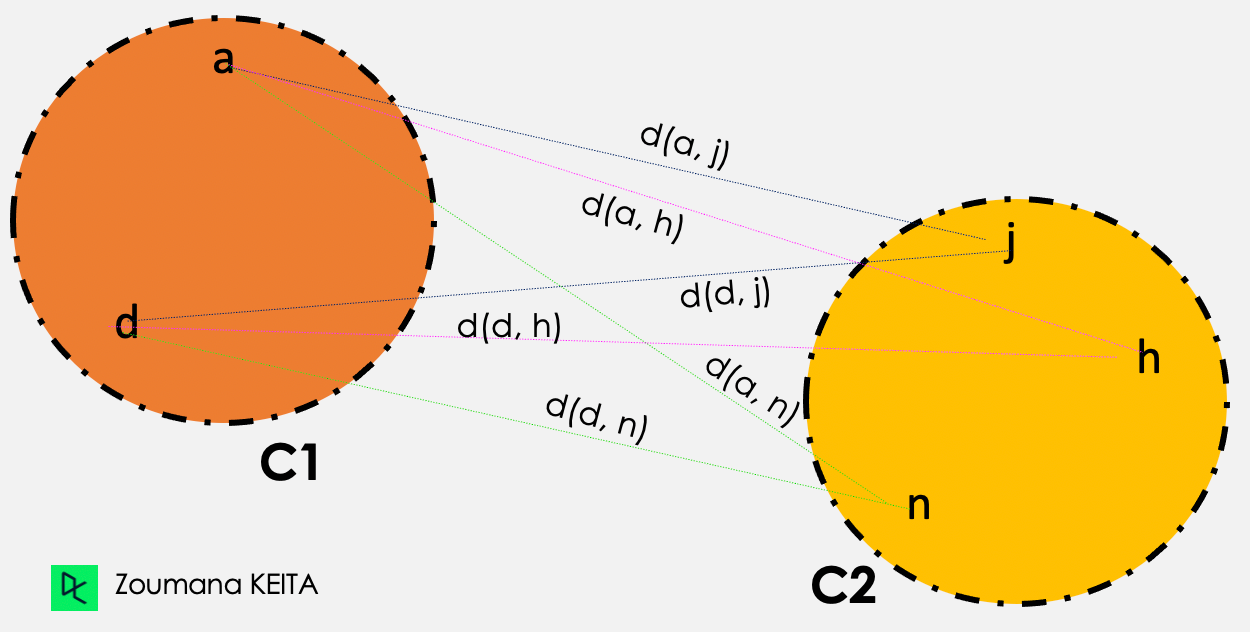 a
d(a, j)
d(a, h)
j
d(d, j)
d
d(d, h)
h
d(a, n)
d(d, n)
C1
n
C2
Zoumana KEITA